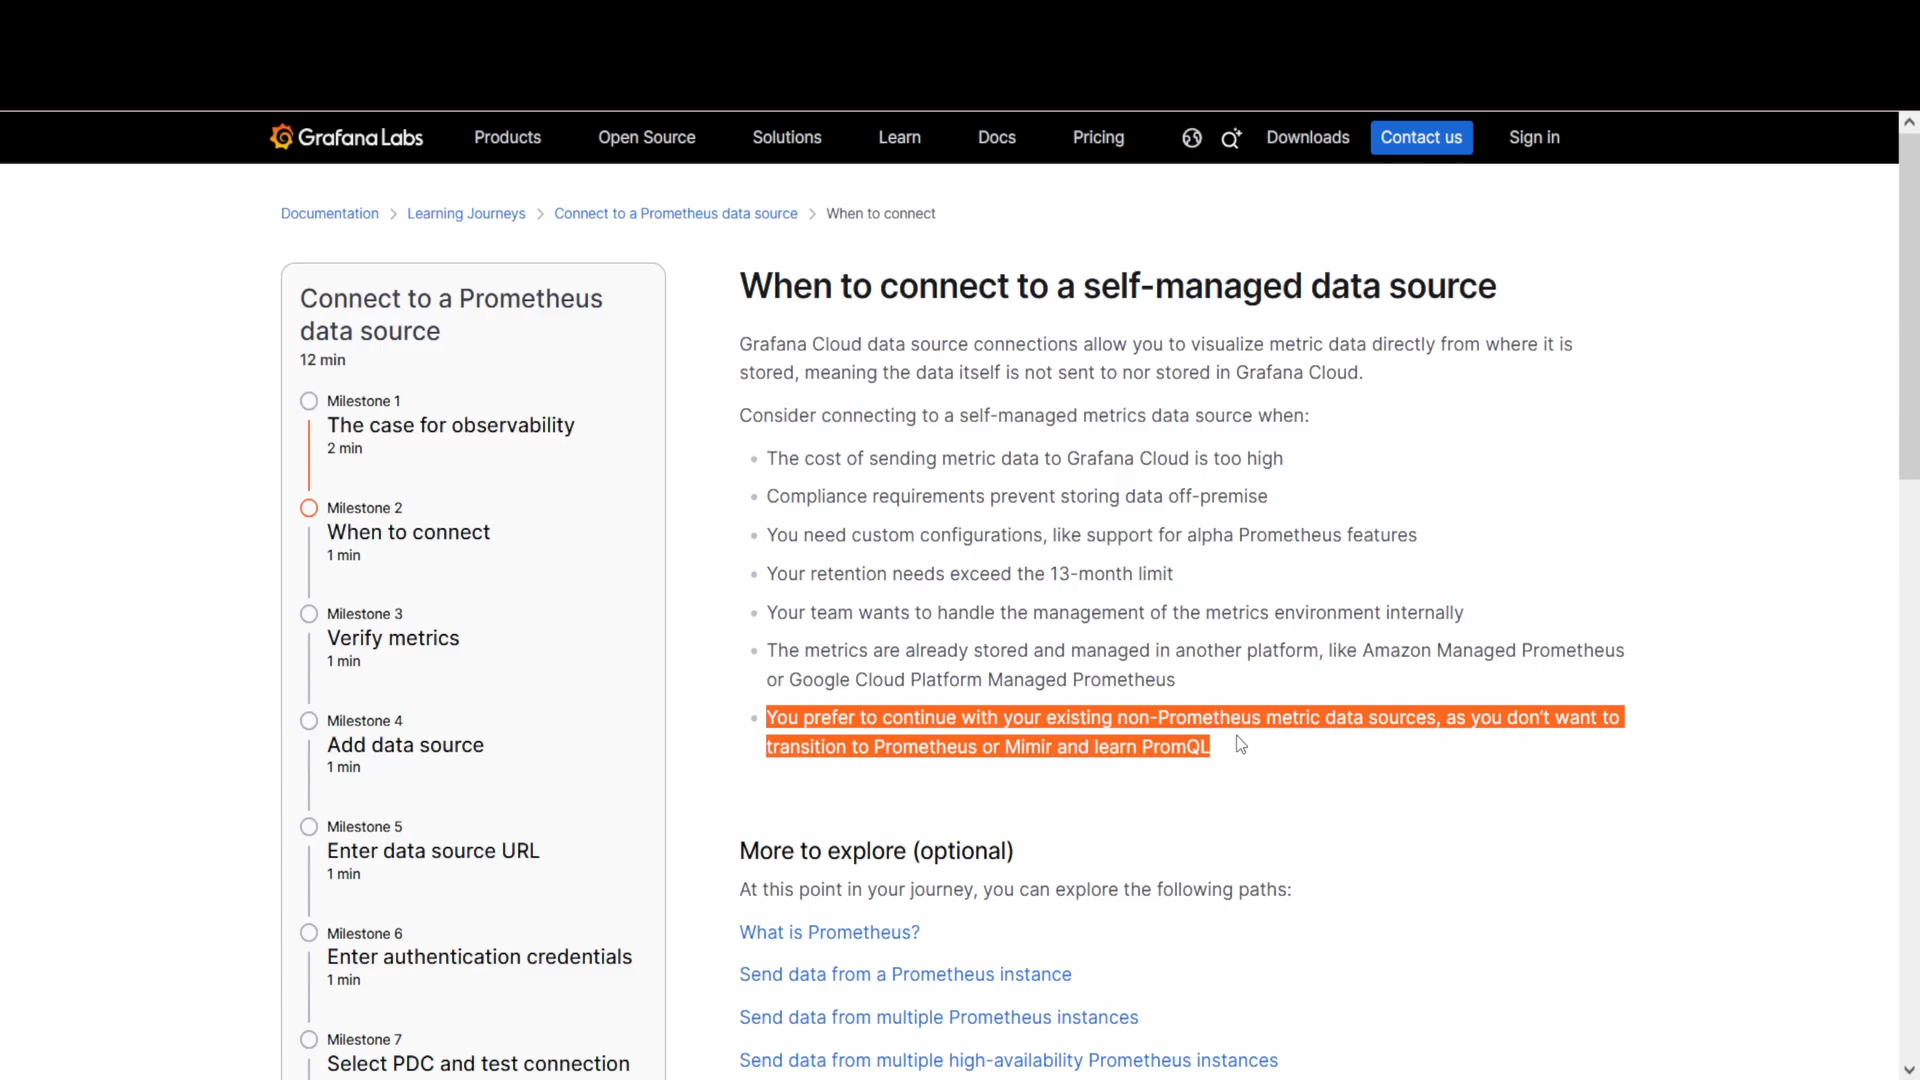 Grafana Labs
Products
Open Source
Solutions
Learn
Docs
Pricing
Downloads
Contact us
Sign in
Documentation > Learning Journeys > Connect to a Prometheus data source > When to connect
Connect to a Prometheus
data source
12 min
Milestone 1
The case for observability
2 min
Milestone 2
When to connect
1 min
Milestone 3
Verify metrics
1 min
Milestone 4
Add data source
1 min
Milestone 5
Enter data source URL
1 min
Milestone 6
Enter authentication credentials
1 min
Milestone 7
Select PDC and test connection
When to connect to a self-managed data source
Grafana Cloud data source connections allow you to visualize metric data directly from where it is
stored, meaning the data itself is not sent to nor stored in Grafana Cloud.
Consider connecting to a self-managed metrics data source when:
• The cost of sending metric data to Grafana Cloud is too high
• Compliance requirements prevent storing data off-premise
• You need custom configurations, like support for alpha Prometheus features
• Your retention needs exceed the 13-month limit
• Your team wants to handle the management of the metrics environment internally
• The metrics are already stored and managed in another platform, like Amazon Managed Prometheus
or Google Cloud Platform Managed Prometheus
• You prefer to continue with your existing non-Prometheus metric data sources, as you don't want to
transition to Prometheus or Mimir and learn PromQL
More to explore (optional)
At this point in your journey, you can explore the following paths:
What is Prometheus?
Send data from a Prometheus instance
Send data from multiple Prometheus instances
Send data from multiple high-availability Prometheus instances